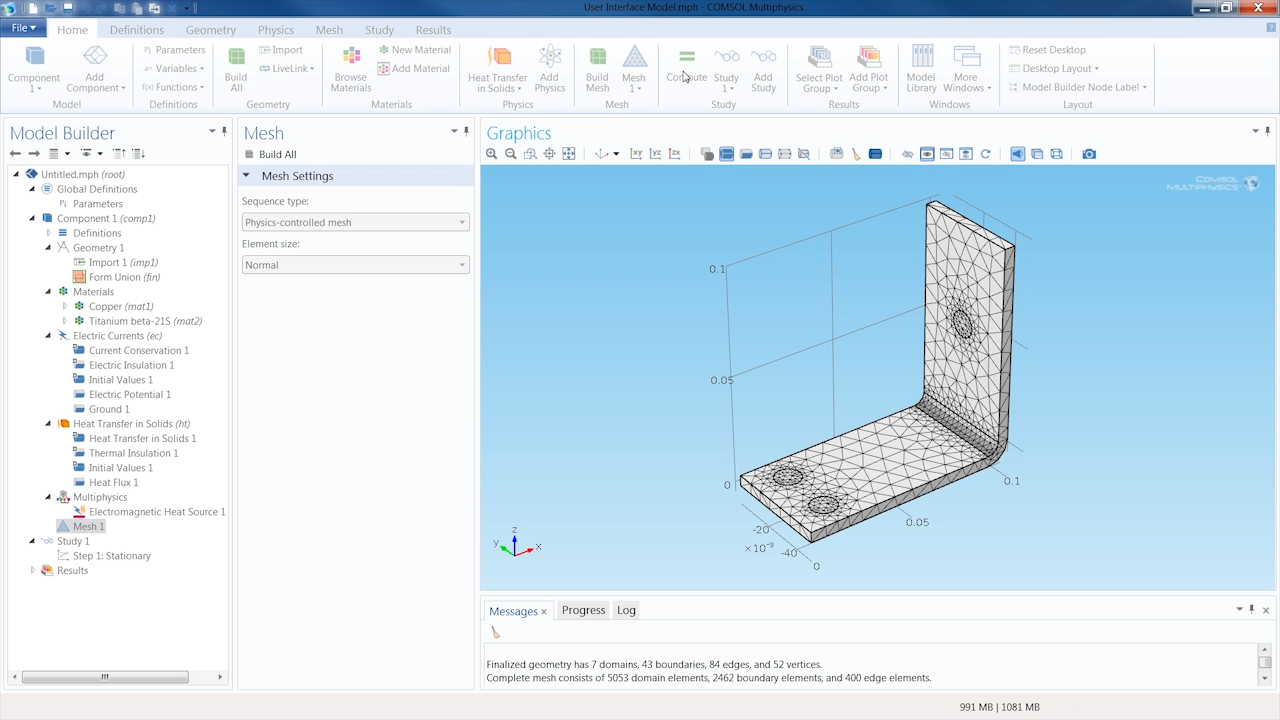 User Interface Model.mph - COMSOL Multiphysics
File
Home
Definitions
Geometry
Physics
Mesh
Study
Results
Component 1
Add Component
Model
Parameters
Variables
f(x) Functions
Definitions
Build All
Import
LiveLink
Geometry
Browse Materials
New Material
Add Material
Materials
Heat Transfer in Solids
Add Physics
Physics
Build Mesh
Mesh 1
Mesh
Compute
Study 1
Add Study
Study
Select Plot Group
Add Plot Group
Results
Model Library
More Windows
Windows
Reset Desktop
Desktop Layout
Model Builder Node Label
Layout
Model Builder
Untitled.mph (root)
Global Definitions
Pi Parameters
Component 1 (comp1)
Definitions
Geometry 1
Import 1 (imp1)
Form Union (fin)
Materials
Copper (mat1)
Titanium beta-21S (mat2)
Electric Currents (ec)
Current Conservation 1
Electric Insulation 1
Initial Values 1
Electric Potential 1
Ground 1
Heat Transfer in Solids (ht)
Heat Transfer in Solids 1
Thermal Insulation 1
Initial Values 1
Heat Flux 1
Multiphysics
Electromagnetic Heat Source 1
Mesh 1
Study 1
Step 1: Stationary
Results
Mesh
Build All
Mesh Settings
Sequence type:
Physics-controlled mesh
Element size:
Normal
Graphics
xy yz zx
COMSOL
MULTIPHYSICS
0.1
0.05
0
0.1
0.05
0
-20
×10⁻³ -40
z
y
x
Messages
Progress
Log
Finalized geometry has 7 domains, 43 boundaries, 84 edges, and 52 vertices.
Complete mesh consists of 5053 domain elements, 2462 boundary elements, and 400 edge elements.
991 MB | 1081 MB